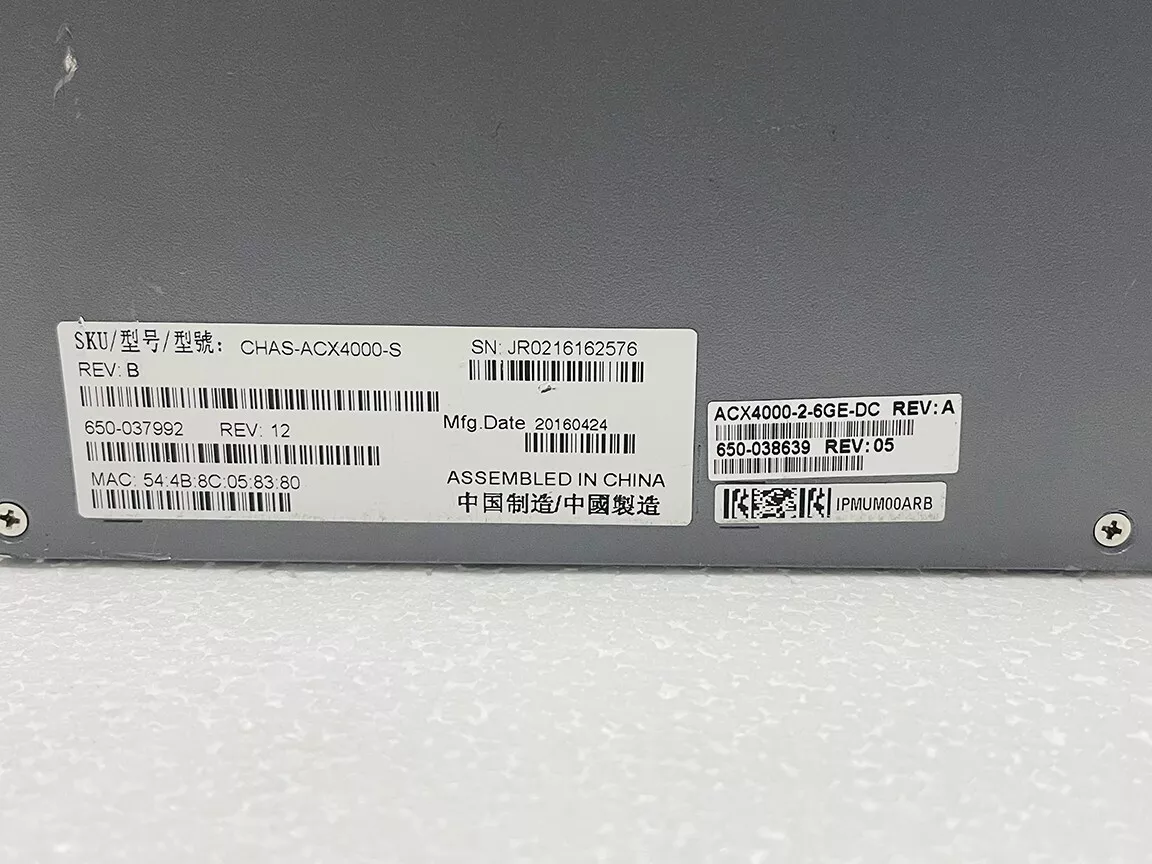 SKU/型号/型號: CHAS-ACX4000-S
REV: B
SN: JR0216162576
650-037992 REV: 12
Mfg.Date 20160424
MAC: 54:4B:8C:05:83:80
ASSEMBLED IN CHINA
中国制造/中國製造
ACX4000-2-6GE-DC REV: A
650-038639 REV: 05
IPMUM00ARB